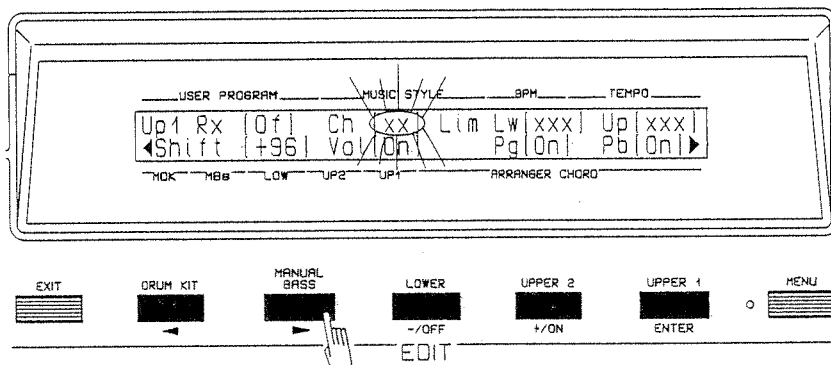 USER PROGRAM MUSIC STYLE BPM TEMPO
Up1 Rx [Of] Ch [xx] Lim Lw[xxx] Up[xxx]
◀Shift [+96] Val[On] Pg[On] Pb[On]▶
MDK MBs LOW UP2 UP1 ARRANGER CHORD
EXIT DRUM KIT MANUAL BASS LOWER UPPER 2 UPPER 1 MENU
◄ ► -/OFF +/ON ENTER
EDIT